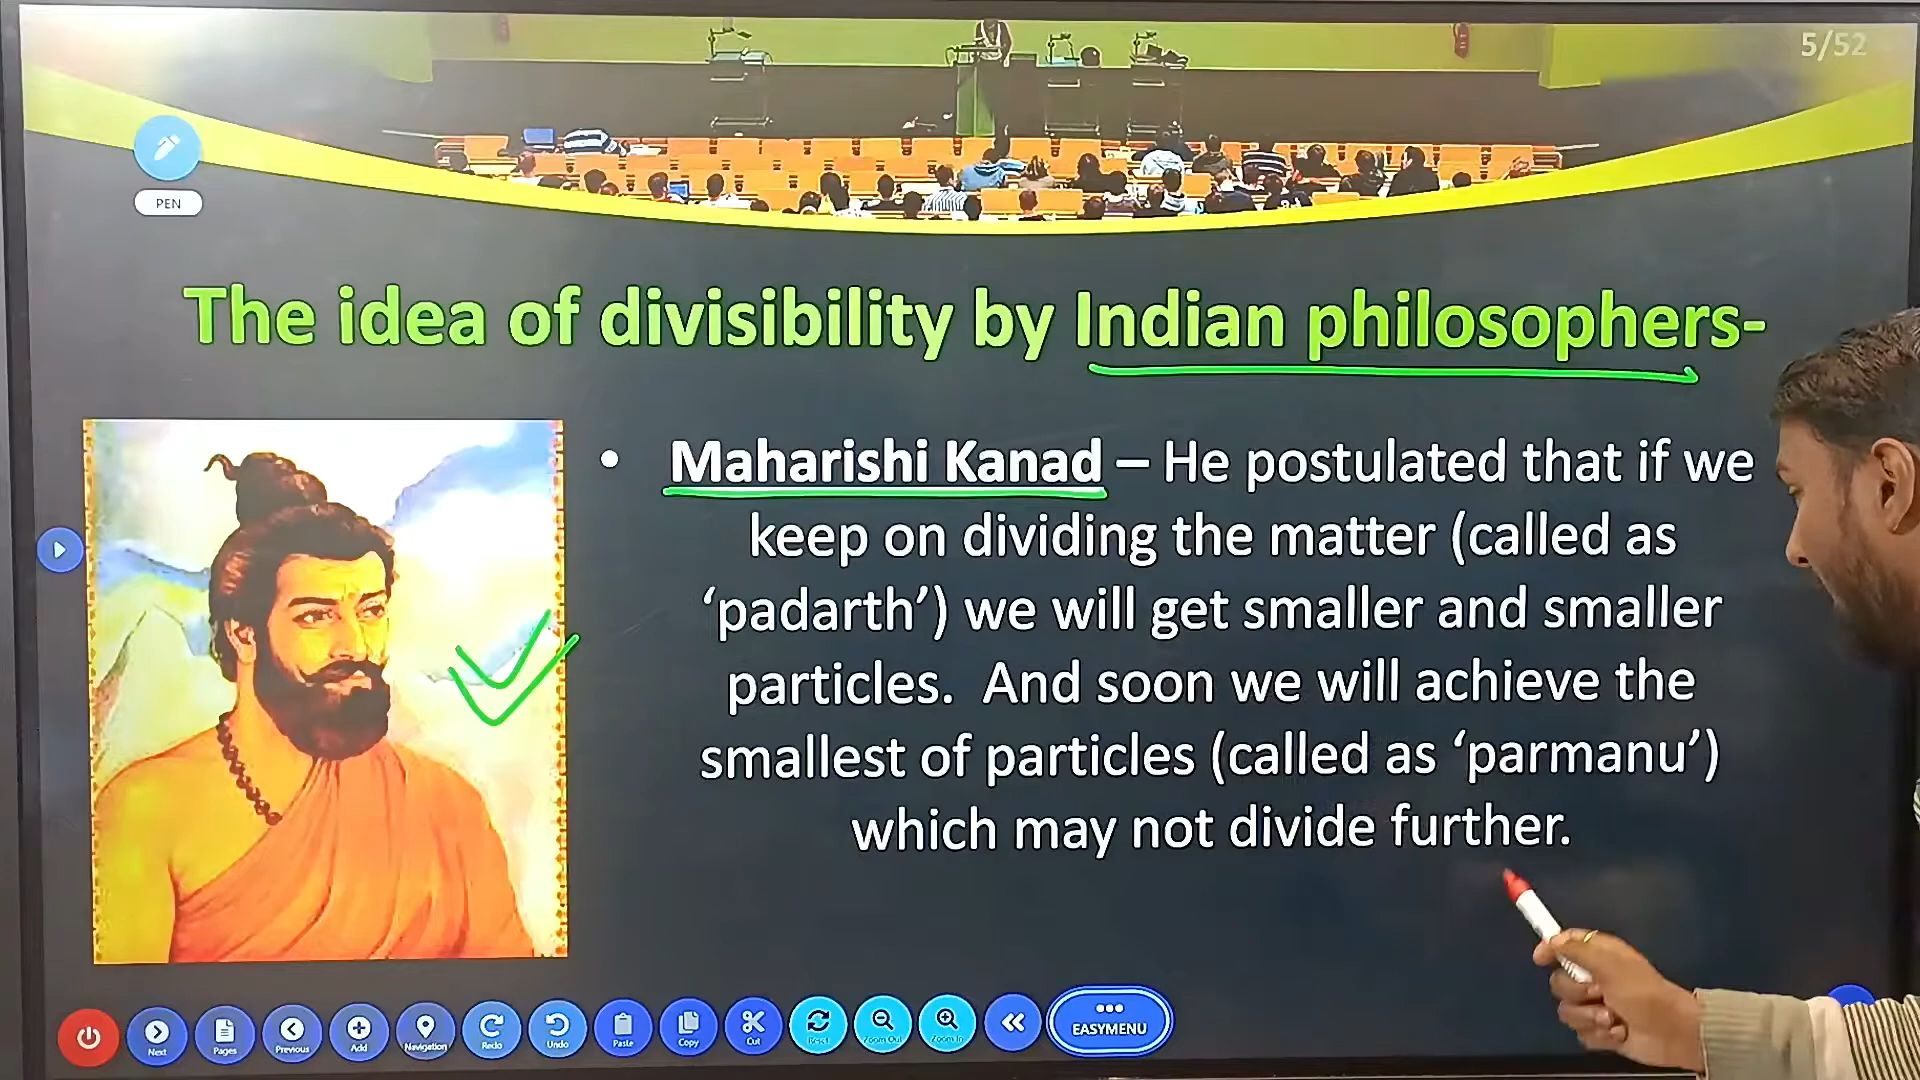 5/52
PEN
The idea of divisibility by Indian philosophers-
• Maharishi Kanad – He postulated that if we
keep on dividing the matter (called as
‘padarth’) we will get smaller and smaller
particles. And soon we will achieve the
smallest of particles (called as ‘parmanu’)
which may not divide further.
Next Pages Previous Add Navigation Redo Undo Paste Copy Cut Reset Zoom Out Zoom In EASYMENU